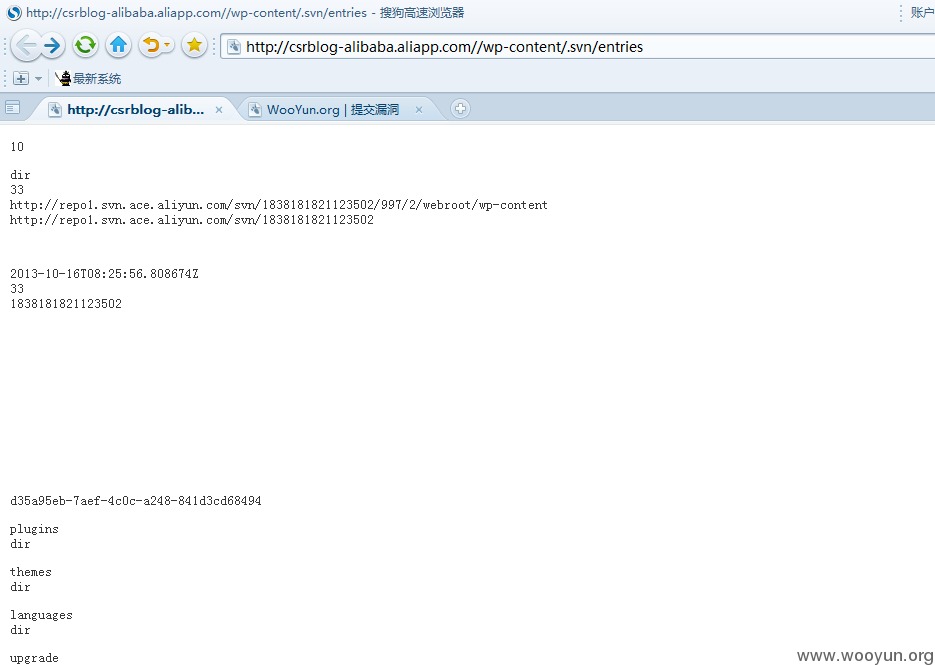 http://csrblog-alibaba.aliapp.com//wp-content/.svn/entries - 搜狗高速浏览器
账户
http://csrblog-alibaba.aliapp.com//wp-content/.svn/entries
最新系统
http://csrblog-alib...
WooYun.org | 提交漏洞
10
dir
33
http://repo1.svn.ace.aliyun.com/svn/1838181821123502/997/2/webroot/wp-content
http://repo1.svn.ace.aliyun.com/svn/1838181821123502
2013-10-16T08:25:56.808674Z
33
1838181821123502
d35a95eb-7aef-4c0c-a248-841d3cd68494
plugins
dir
themes
dir
languages
dir
upgrade
www.wooyun.org